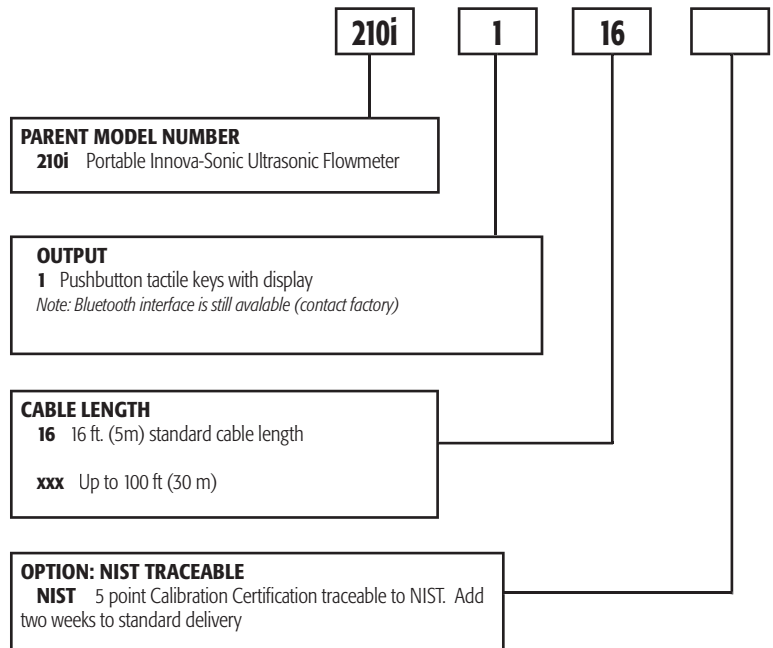 210i 1 16
PARENT MODEL NUMBER
210i Portable Innova-Sonic Ultrasonic Flowmeter
OUTPUT
1 Pushbutton tactile keys with display
Note: Bluetooth interface is still avalable (contact factory)
CABLE LENGTH
16 16 ft. (5m) standard cable length
xxx Up to 100 ft (30 m)
OPTION: NIST TRACEABLE
NIST 5 point Calibration Certification traceable to NIST. Add
two weeks to standard delivery